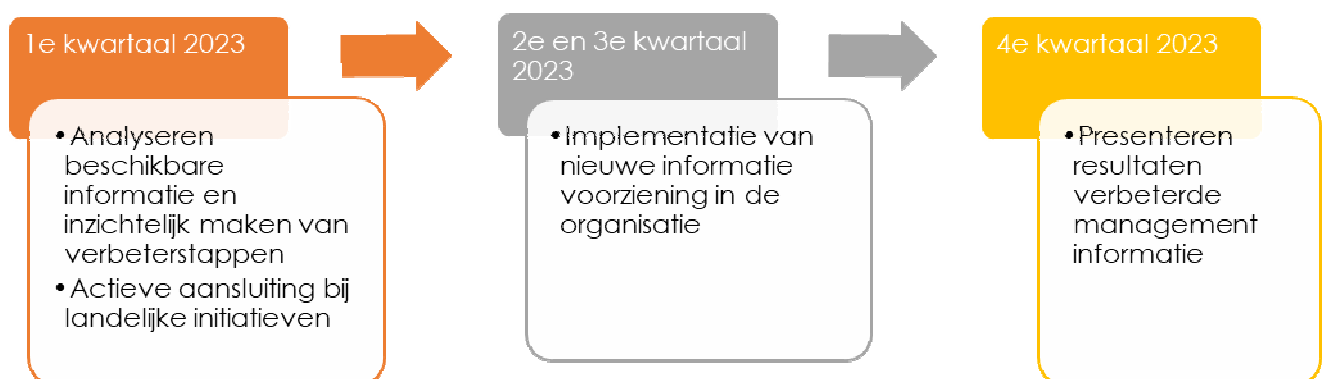 1e kwartaal 2023
• Analyseren
beschikbare
informatie en
inzichtelijk maken van
verbeterstappen
• Actieve aansluiting bij
landelijke initiatieven
2e en 3e kwartaal
2023
• Implementatie van
nieuwe informatie
voorziening in de
organisatie
4e kwartaal 2023
• Presenteren
resultaten
verbeterde
management
informatie